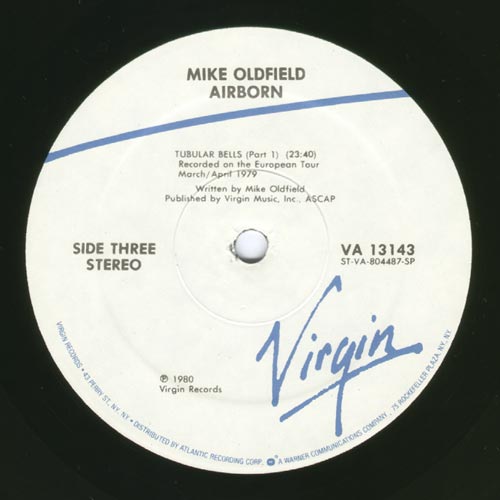 MIKE OLDFIELD
AIRBORN
TUBULAR BELLS (Part 1) (23:40)
Recorded on the European Tour
March/April 1979
Written by Mike Oldfield.
Published by Virgin Music, Inc., ASCAP
SIDE THREE
STEREO
VA 13143
ST-VA-804487-SP
Virgin
℗ 1980
Virgin Records
VIRGIN RECORDS • 43 PERRY ST., NY, NY • DISTRIBUTED BY ATLANTIC RECORDING CORP. A WARNER COMMUNICATIONS COMPANY. 75 ROCKEFELLER PLAZA, NY, NY.